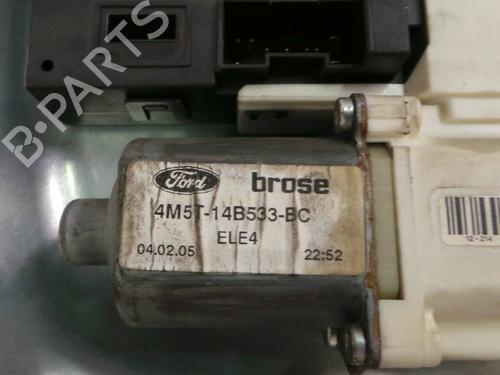 B-PARTS
Ford brose
4M5T-14B533-BC
ELE4
04.02.05 22:52